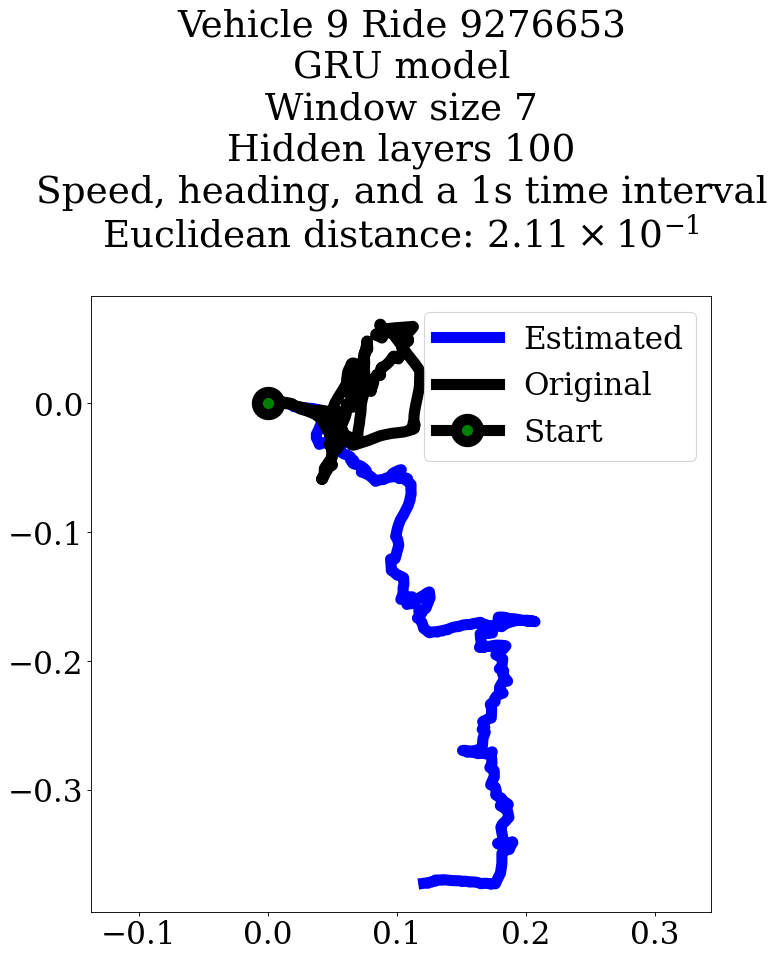 Vehicle 9 Ride 9276653
GRU model
Window size 7
Hidden layers 100
Speed, heading, and a 1s time interval
Euclidean distance: 2.11 × 10⁻¹
Estimated
Original
Start
0.0
−0.1
−0.2
−0.3
−0.1 0.0 0.1 0.2 0.3